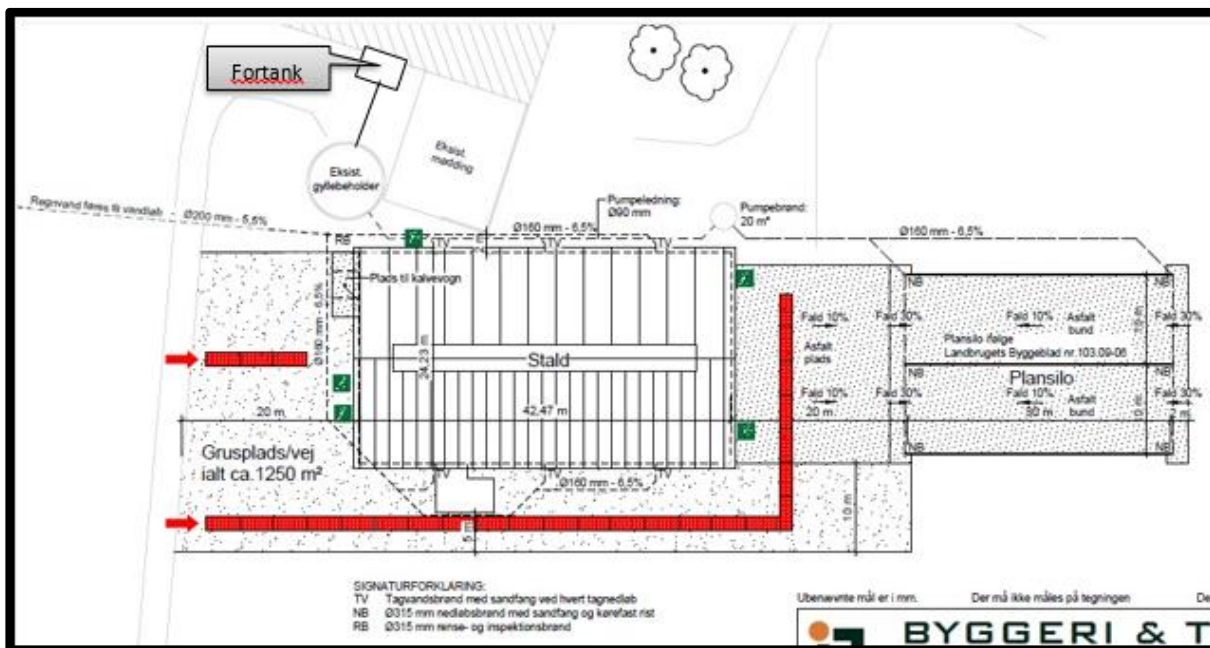 Fortank
Eksist.
mødding
Eksist.
gyllebeholder
Regnvand føres til vandløb - Ø200 mm - 5,5%
Pumpeledning:
Ø90 mm
Pumpebrønd:
20 m³
Ø160 mm - 6,5%
Ø160 mm - 6,5%
RB
TV
TV
TV
Plads til kalvevogn
Ø160 mm - 6,5%
NB
NB
Fald 10%
Fald 30%
Fald 10%
Asfalt
bund
Fald 30%
10 m
Asfalt
plads
Plansilo ifølge
Landbrugets Byggeblad nr.103.09-06
Stald
24,23 m
NB
NB
Plansilo
Fald 10%
Fald 30%
Fald 10%
Asfalt
bund
Fald 30%
20 m
42,47 m
20 m
30 m
2 m
Grusplads/vej
ialt ca.1250 m²
NB
NB
TV
TV
TV
Ø160 mm - 6,5%
5 m
10 m
SIGNATURFORKLARING:
TV Tagvandsbrønd med sandfang ved hvert tagnedløb
NB Ø315 mm nedløbsbrønd med sandfang og kørefast rist
RB Ø315 mm rense- og inspektionsbrønd
Ubenævnte mål er i mm. Der må ikke måles på tegningen De
BYGGERI & T